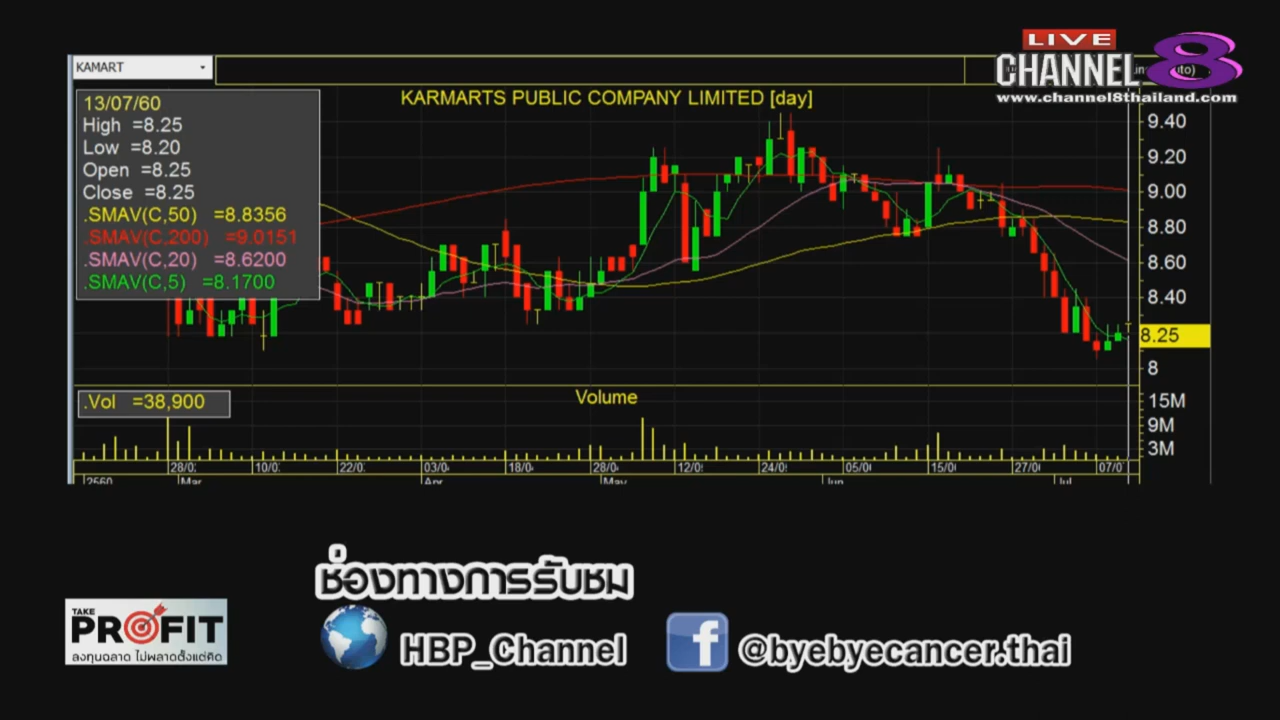 LIVE
CHANNEL 8
www.channel8thailand.com
KAMART
KARMARTS PUBLIC COMPANY LIMITED [day]
13/07/60
High =8.25
Low =8.20
Open =8.25
Close =8.25
.SMAV(C,50) =8.8356
.SMAV(C,200) =9.0151
.SMAV(C,20) =8.6200
.SMAV(C,5) =8.1700
9.40
9.20
9.00
8.80
8.60
8.40
8.25
8
.Vol =38,900
Volume
15M
9M
3M
28/0 10/0 22/0 03/0 18/0 28/0 12/0 24/0 05/0 15/0 27/0 07/0
2560 Mar Apr May Jun Jul
ช่องทางการรับชม
TAKE
PROFIT
ลงทุนฉลาด ไม่พลาดตั้งแต่คิด
HBP_Channel
@byebyecancer.thai